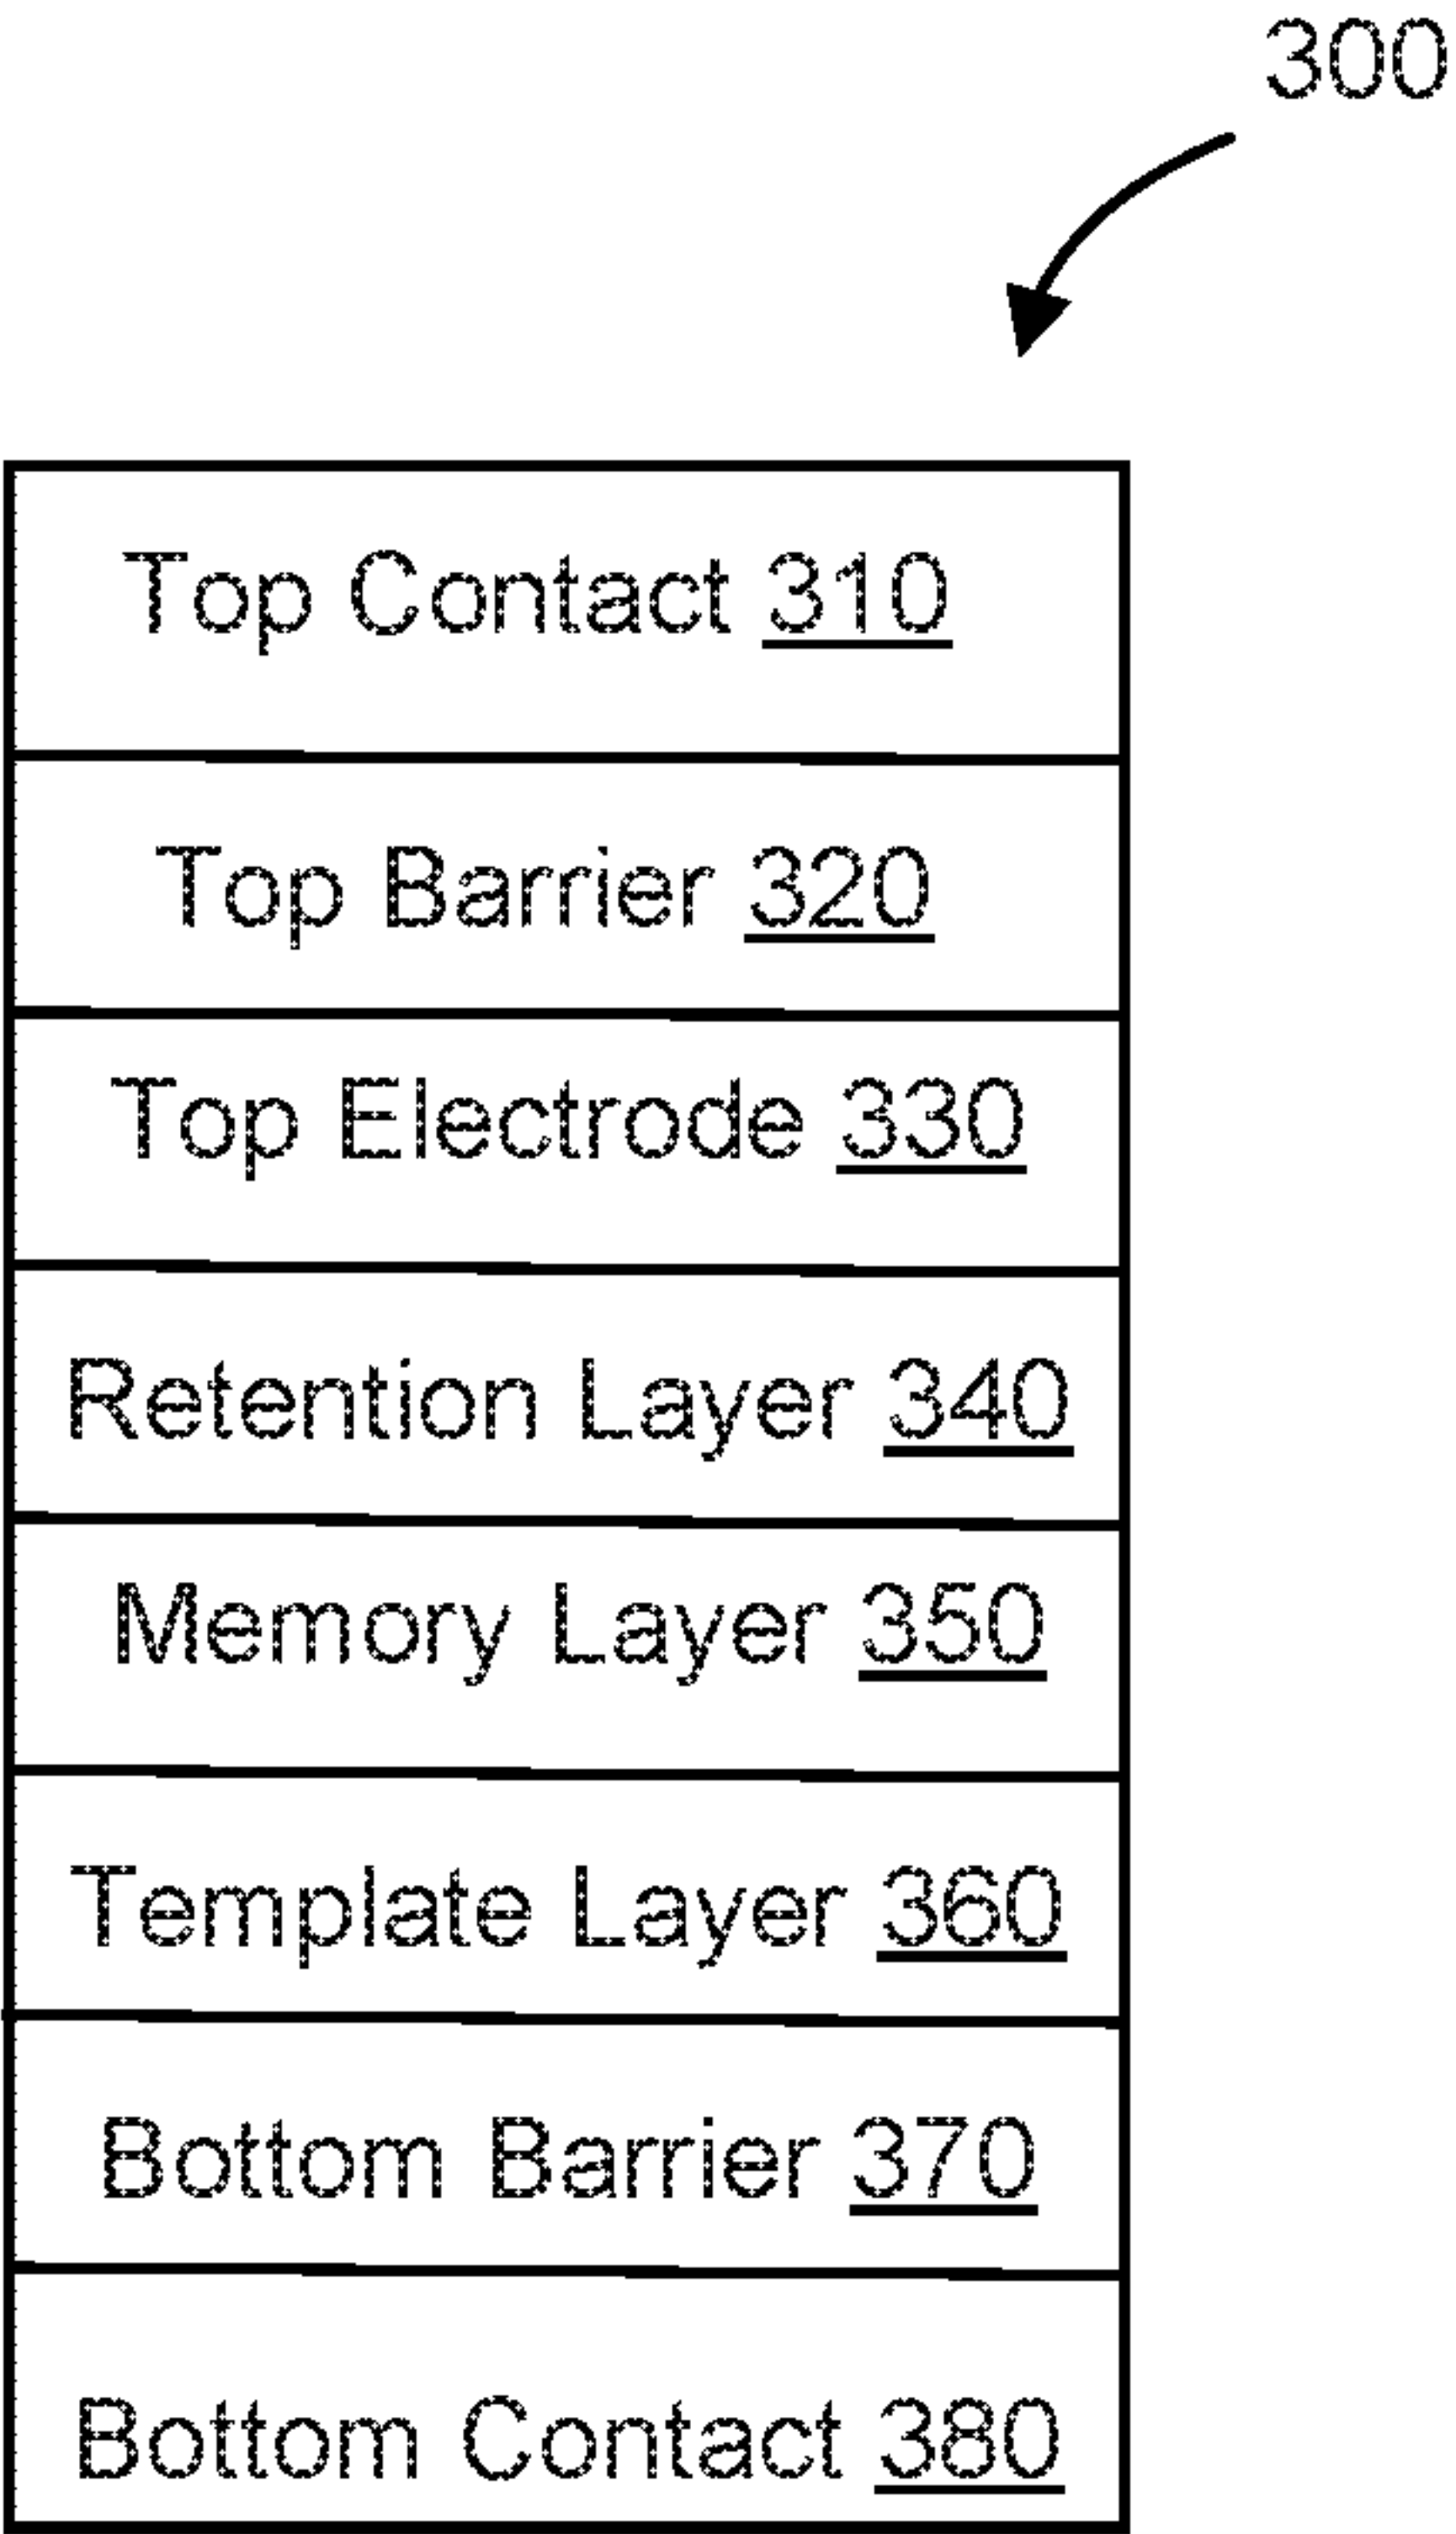 300
Top Contact 310
Top Barrier 320
Top Electrode 330
Retention Layer 340
Memory Layer 350
Template Layer 360
Bottom Barrier 370
Bottom Contact 380